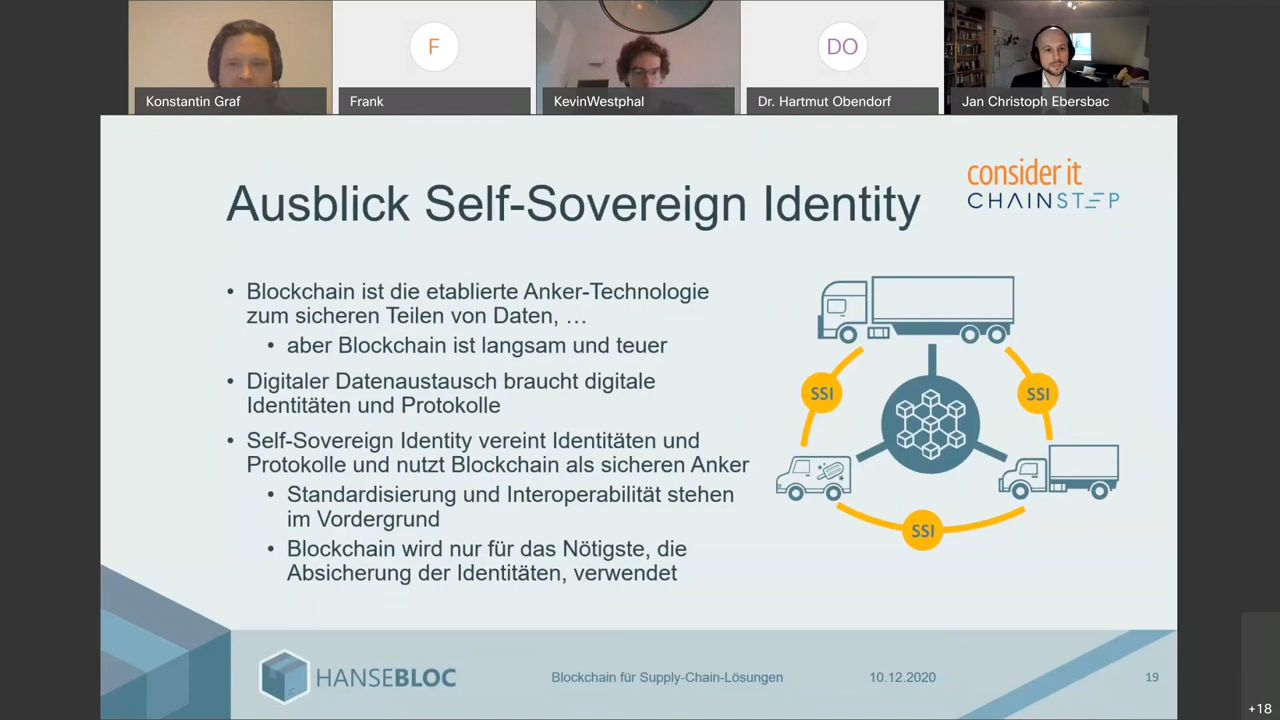 Konstantin Graf
F
Frank
KevinWestphal
DO
Dr. Hartmut Obendorf
Jan Christoph Ebersbac
consider it
CHAINSTEP
Ausblick Self-Sovereign Identity
• Blockchain ist die etablierte Anker-Technologie
zum sicheren Teilen von Daten, …
• aber Blockchain ist langsam und teuer
• Digitaler Datenaustausch braucht digitale
Identitäten und Protokolle
• Self-Sovereign Identity vereint Identitäten und
Protokolle und nutzt Blockchain als sicheren Anker
• Standardisierung und Interoperabilität stehen
im Vordergrund
• Blockchain wird nur für das Nötigste, die
Absicherung der Identitäten, verwendet
SSI
SSI
SSI
HANSEBLOC
Blockchain für Supply-Chain-Lösungen
10.12.2020
19
+18